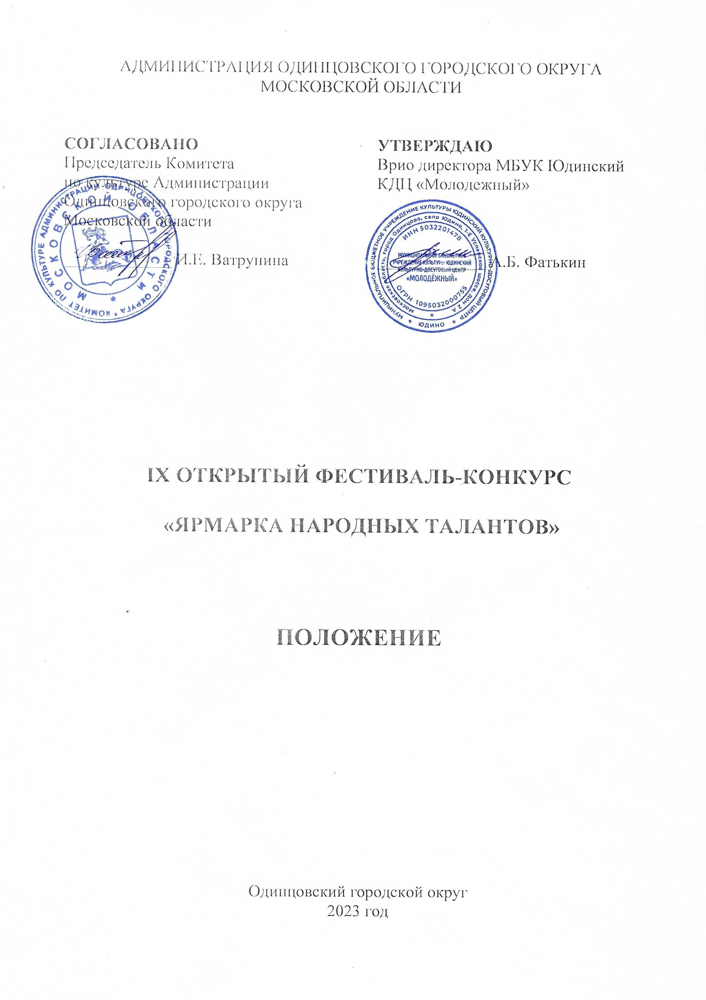 АДМИНИСТРАЦИЯ ОДИНЦОВСКОГО ГОРОДСКОГО ОКРУГА
МОСКОВСКОЙ ОБЛАСТИ
СОГЛАСОВАНО
Председатель Комитета
по культуре Администрации
Одинцовского городского округа
Московской области
И.Е. Ватрунина
КОМИТЕТ ПО КУЛЬТУРЕ АДМИНИСТРАЦИИ ОДИНЦОВСКОГО ГОРОДСКОГО ОКРУГА *
МОСКОВСКОЙ ОБЛАСТИ *
УТВЕРЖДАЮ
Врио директора МБУК Юдинский
КДЦ «Молодежный»
А.Б. Фатькин
МУНИЦИПАЛЬНОЕ БЮДЖЕТНОЕ УЧРЕЖДЕНИЕ КУЛЬТУРЫ ЮДИНСКИЙ КУЛЬТУРНО-ДОСУГОВЫЙ ЦЕНТР * ЮДИНО *
Московская область, город Одинцово, село Юдино, 1-Е Успенское шоссе, дом 2 А *
ИНН 5032201478
МУНИЦИПАЛЬНОЕ БЮДЖЕТНОЕ
УЧРЕЖДЕНИЕ КУЛЬТУРЫ ЮДИНСКИЙ
КУЛЬТУРНО-ДОСУГОВЫЙ ЦЕНТР
«МОЛОДЁЖНЫЙ»
ОГРН 1095032000755
IX ОТКРЫТЫЙ ФЕСТИВАЛЬ-КОНКУРС
«ЯРМАРКА НАРОДНЫХ ТАЛАНТОВ»
ПОЛОЖЕНИЕ
Одинцовский городской округ
2023 год